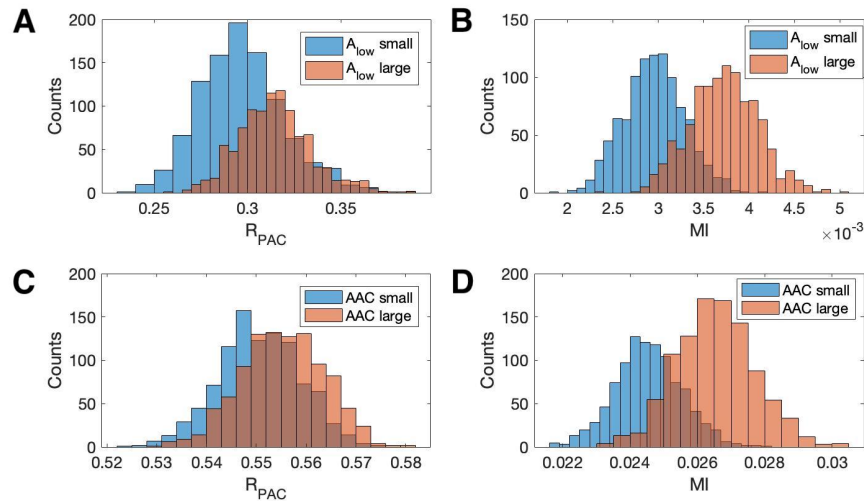 A
Counts
200
150
100
50
0
0.25
0.3
0.35
R_PAC
A_low small
A_low large
B
Counts
150
100
50
0
2
2.5
3
3.5
4
4.5
5
×10^-3
MI
A_low small
A_low large
C
Counts
200
150
100
50
0
0.52
0.53
0.54
0.55
0.56
0.57
0.58
R_PAC
AAC small
AAC large
D
Counts
200
150
100
50
0
0.022
0.024
0.026
0.028
0.03
MI
AAC small
AAC large